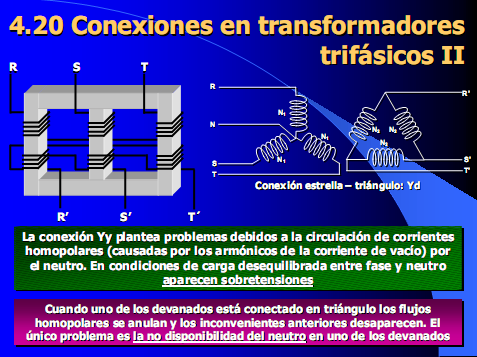 4.20 Conexiones en transformadores
trifásicos II
R S T
R’ S’ T´
R
N
S
T
N1
N1
N1
R’
N2 N2
N2
S’
T’
Conexión estrella – triángulo: Yd
La conexión Yy plantea problemas debidos a la circulación de corrientes
homopolares (causadas por los armónicos de la corriente de vacío) por
el neutro. En condiciones de carga desequilibrada entre fase y neutro
aparecen sobretensiones
Cuando uno de los devanados está conectado en triángulo los flujos
homopolares se anulan y los inconvenientes anteriores desaparecen. El
único problema es la no disponibilidad del neutro en uno de los devanados